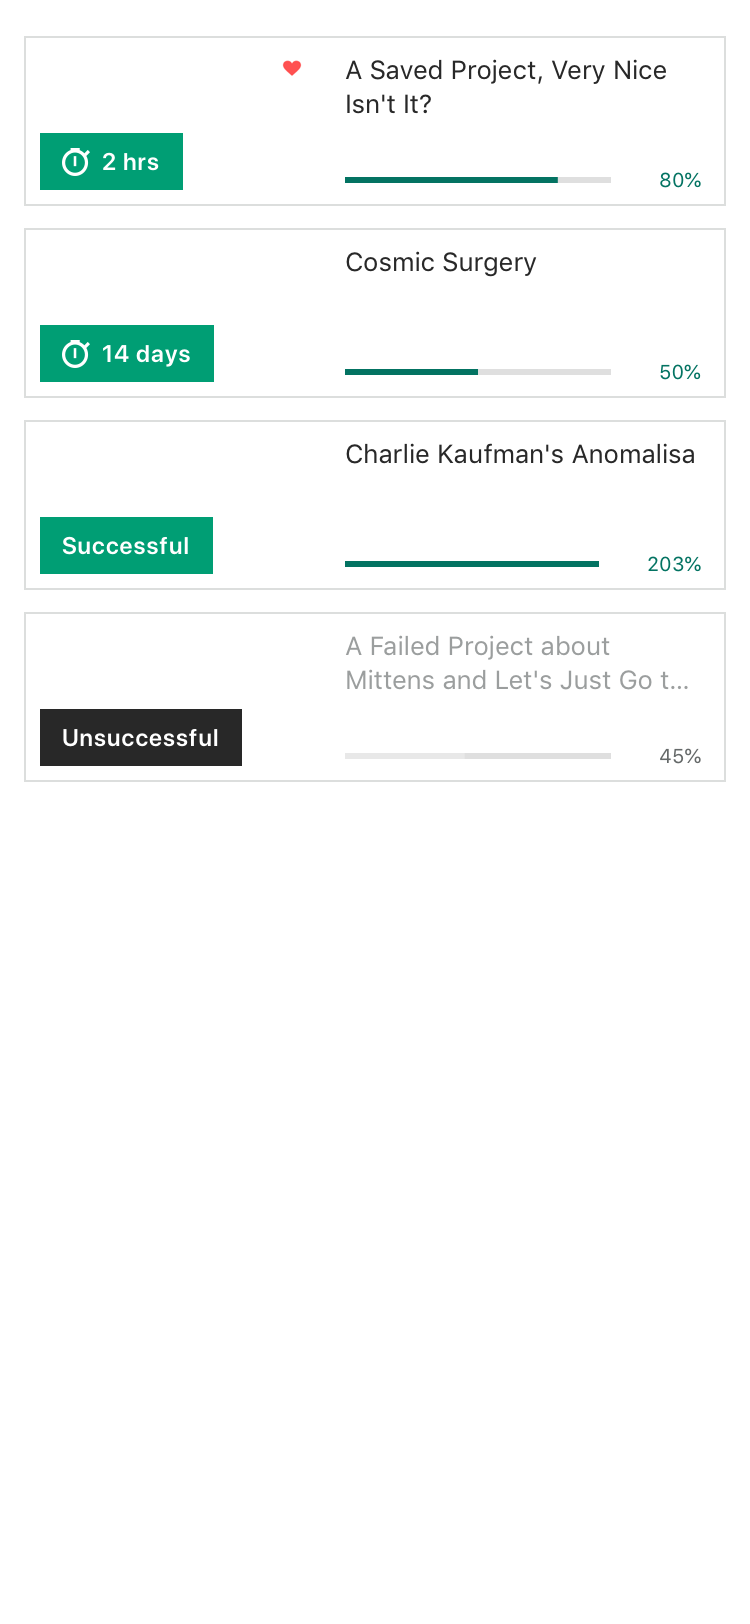 A Saved Project, Very Nice
Isn't It?
2 hrs
80%
Cosmic Surgery
14 days
50%
Charlie Kaufman's Anomalisa
Successful
203%
A Failed Project about
Mittens and Let's Just Go t...
Unsuccessful
45%